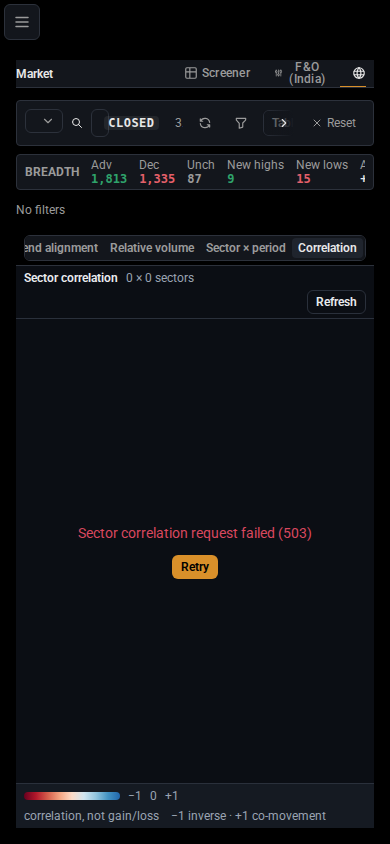 Market
Screener
F&O
(India)
CLOSED
3
Reset
BREADTH
Adv
1,813
Dec
1,335
Unch
87
New highs
9
New lows
15
No filters
end alignment
Relative volume
Sector × period
Correlation
Sector correlation 0 × 0 sectors
Refresh
Sector correlation request failed (503)
Retry
−1 0 +1
correlation, not gain/loss −1 inverse · +1 co-movement